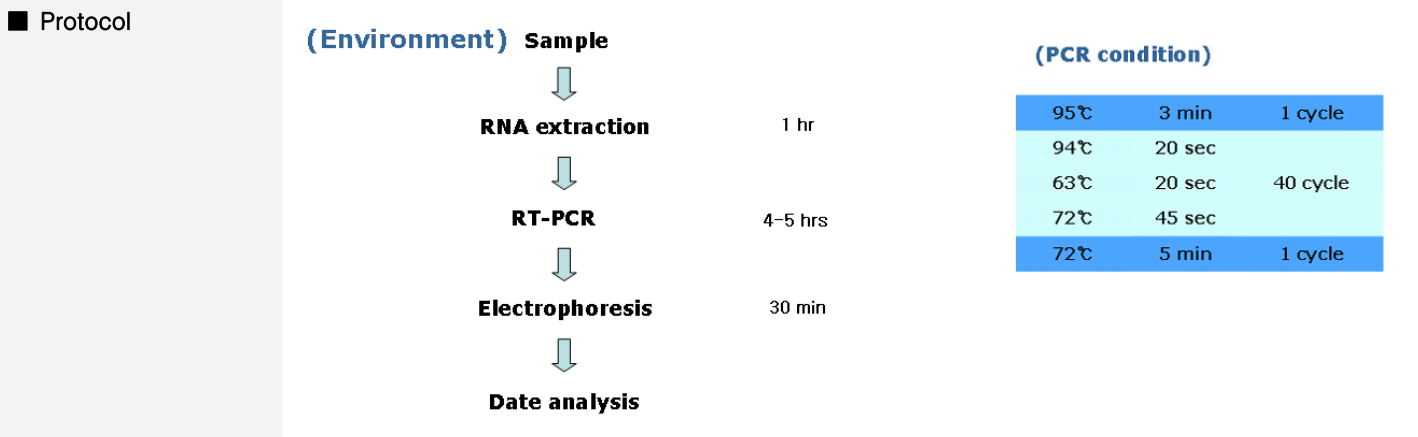 ■ Protocol
(Environment) Sample
RNA extraction 1 hr
RT-PCR 4-5 hrs
Electrophoresis 30 min
Date analysis
(PCR condition)
95℃ 3 min 1 cycle
94℃ 20 sec
63℃ 20 sec 40 cycle
72℃ 45 sec
72℃ 5 min 1 cycle